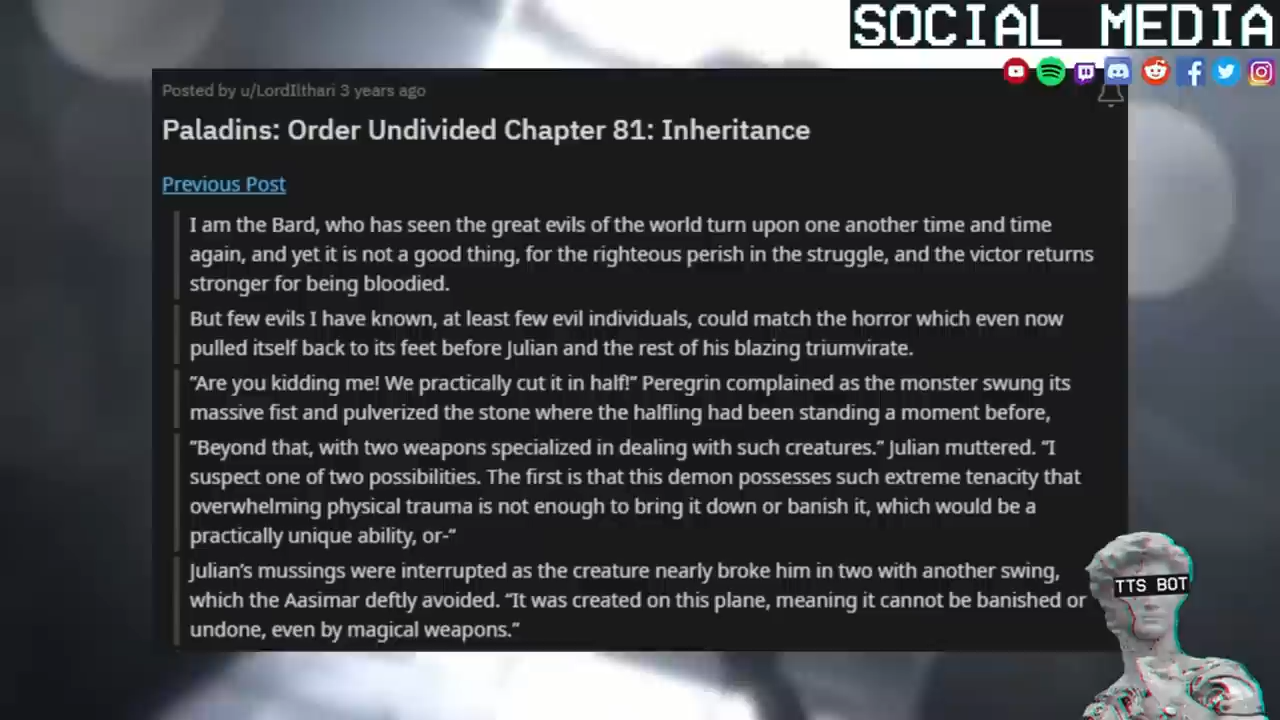 SOCIAL MEDIA
Posted by u/LordIlthari 3 years ago
Paladins: Order Undivided Chapter 81: Inheritance
Previous Post
I am the Bard, who has seen the great evils of the world turn upon one another time and time
again, and yet it is not a good thing, for the righteous perish in the struggle, and the victor returns
stronger for being bloodied.
But few evils I have known, at least few evil individuals, could match the horror which even now
pulled itself back to its feet before Julian and the rest of his blazing triumvirate.
“Are you kidding me! We practically cut it in half!” Peregrin complained as the monster swung its
massive fist and pulverized the stone where the halfling had been standing a moment before,
“Beyond that, with two weapons specialized in dealing with such creatures.” Julian muttered. “I
suspect one of two possibilities. The first is that this demon possesses such extreme tenacity that
overwhelming physical trauma is not enough to bring it down or banish it, which would be a
practically unique ability, or-“
Julian’s mussings were interrupted as the creature nearly broke him in two with another swing,
which the Aasimar deftly avoided. “It was created on this plane, meaning it cannot be banished or
undone, even by magical weapons.”
TTS BOT